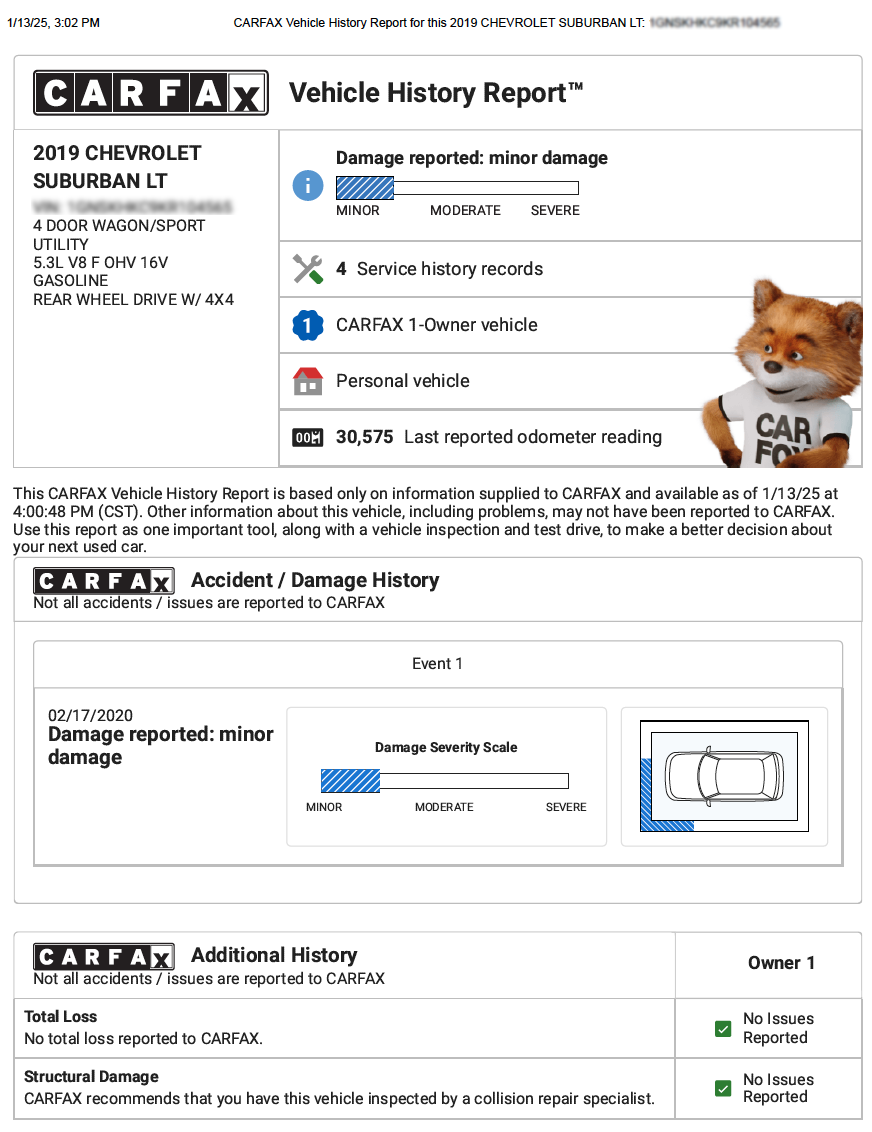 1/13/25, 3:02 PM
CARFAX Vehicle History Report for this 2019 CHEVROLET SUBURBAN LT:
CARFAX Vehicle History Report™
2019 CHEVROLET
SUBURBAN LT
4 DOOR WAGON/SPORT
UTILITY
5.3L V8 F OHV 16V
GASOLINE
REAR WHEEL DRIVE W/ 4X4
i
Damage reported: minor damage
MINOR MODERATE SEVERE
4 Service history records
1 CARFAX 1-Owner vehicle
Personal vehicle
30,575 Last reported odometer reading
CAR
FOX
This CARFAX Vehicle History Report is based only on information supplied to CARFAX and available as of 1/13/25 at
4:00:48 PM (CST). Other information about this vehicle, including problems, may not have been reported to CARFAX.
Use this report as one important tool, along with a vehicle inspection and test drive, to make a better decision about
your next used car.
CARFAX Accident / Damage History
Not all accidents / issues are reported to CARFAX
Event 1
02/17/2020
Damage reported: minor
damage
Damage Severity Scale
MINOR MODERATE SEVERE
CARFAX Additional History
Not all accidents / issues are reported to CARFAX
Owner 1
Total Loss
No total loss reported to CARFAX.
No Issues
Reported
Structural Damage
CARFAX recommends that you have this vehicle inspected by a collision repair specialist.
No Issues
Reported